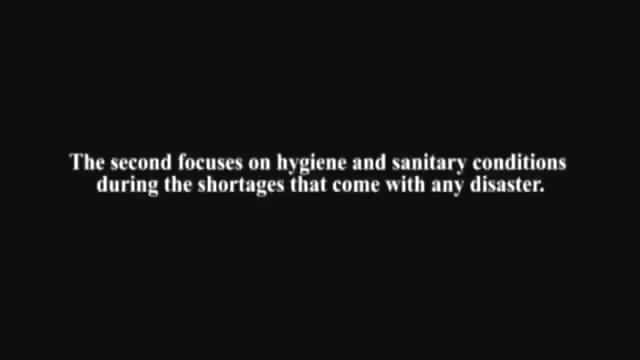 The second focuses on hygiene and sanitary conditions
during the shortages that come with any disaster.